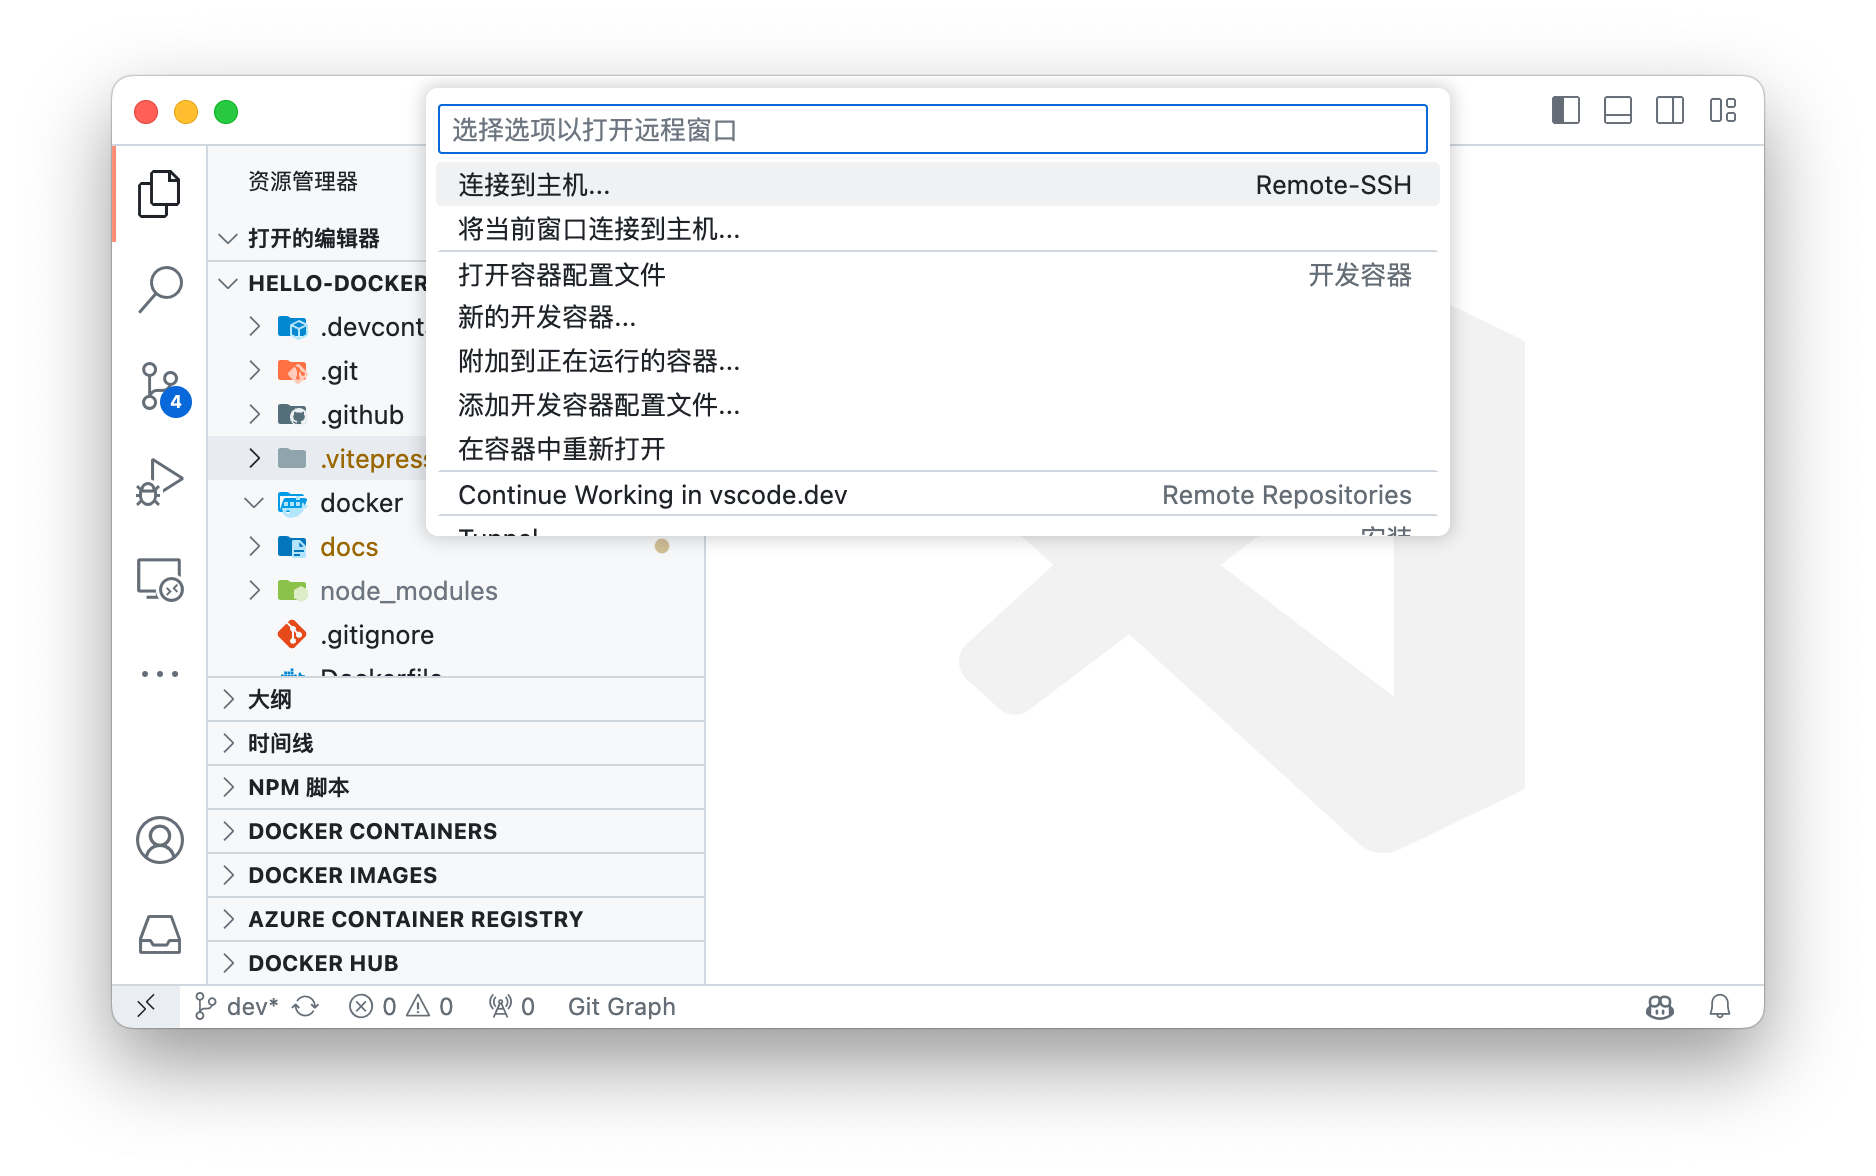 选择选项以打开远程窗口
连接到主机... Remote-SSH
将当前窗口连接到主机...
打开容器配置文件 开发容器
新的开发容器...
附加到正在运行的容器...
添加开发容器配置文件...
在容器中重新打开
Continue Working in vscode.dev Remote Repositories
Tunnel 安装
资源管理器
打开的编辑器
HELLO-DOCKER
.devconta
.git
.github
.vitepress
docker
docs
node_modules
.gitignore
Dockerfile
大纲
时间线
NPM 脚本
DOCKER CONTAINERS
DOCKER IMAGES
AZURE CONTAINER REGISTRY
DOCKER HUB
4
dev* 0 0 0 Git Graph